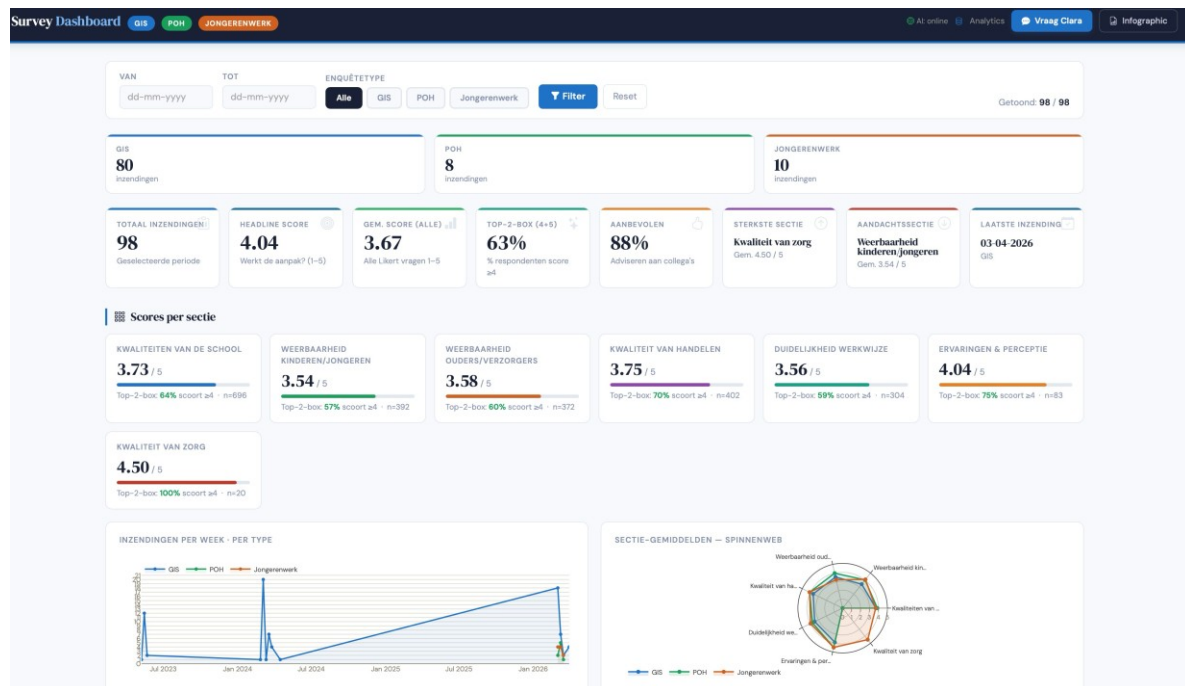 Survey Dashboard GIS POH JONGERENWERK AI: online Analytics Vraag Clara Infographic
VAN TOT ENQUÊTETYPE
dd-mm-yyyy dd-mm-yyyy Alle GIS POH Jongerenwerk Filter Reset
Getoond: 98 / 98
GIS
80
inzendingen
POH
8
inzendingen
JONGERENWERK
10
inzendingen
TOTAAL INZENDINGEN
98
Geselecteerde periode
HEADLINE SCORE
4.04
Werkt de aanpak? (1-5)
GEM. SCORE (ALLE)
3.67
Alle Likert vragen 1-5
TOP-2-BOX (4+5)
63%
% respondenten score
≥4
AANBEVOLEN
88%
Adviseren aan collega's
STERKSTE SECTIE
Kwaliteit van zorg
Gem. 4.50 / 5
AANDACHTSSECTIE
Weerbaarheid
kinderen/jongeren
Gem. 3.54 / 5
LAATSTE INZENDING
03-04-2026
GIS
Scores per sectie
KWALITEITEN VAN DE SCHOOL
3.73 / 5
Top-2-box: 64% scoort ≥4 · n=696
WEERBAARHEID
KINDEREN/JONGEREN
3.54 / 5
Top-2-box: 57% scoort ≥4 · n=392
WEERBAARHEID
OUDERS/VERZORGERS
3.58 / 5
Top-2-box: 60% scoort ≥4 · n=372
KWALITEIT VAN HANDELEN
3.75 / 5
Top-2-box: 70% scoort ≥4 · n=402
DUIDELIJKHEID WERKWIJZE
3.56 / 5
Top-2-box: 59% scoort ≥4 · n=304
ERVARINGEN & PERCEPTIE
4.04 / 5
Top-2-box: 75% scoort ≥4 · n=83
KWALITEIT VAN ZORG
4.50 / 5
Top-2-box: 100% scoort ≥4 · n=20
INZENDINGEN PER WEEK · PER TYPE
GIS POH Jongerenwerk
Jul 2023 Jan 2024 Jul 2024 Jan 2025 Jul 2025 Jan 2026
SECTIE-GEMIDDELDEN — SPINNENWEB
Weerbaarheid oud..
Weerbaarheid kin..
Kwaliteit van ha..
Kwaliteiten van ..
0 1 2 3 4 5
Duidelijkheid we..
Kwaliteit van zorg
Ervaringen & per..
GIS POH Jongerenwerk